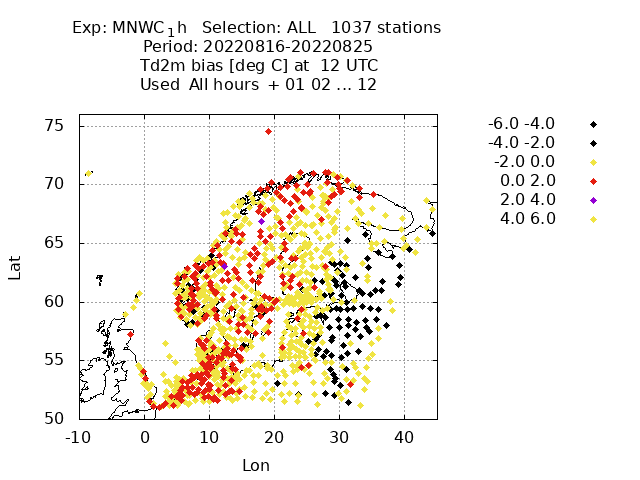 Exp: MNWC_1h   Selection: ALL   1037 stations
Period: 20220816-20220825
Td2m bias [deg C] at  12 UTC
Used  All hours  + 01 02 ... 12
-6.0 -4.0
-4.0 -2.0
-2.0 0.0
0.0 2.0
2.0 4.0
4.0 6.0
75
70
65
60
55
50
Lat
-10 0 10 20 30 40
Lon